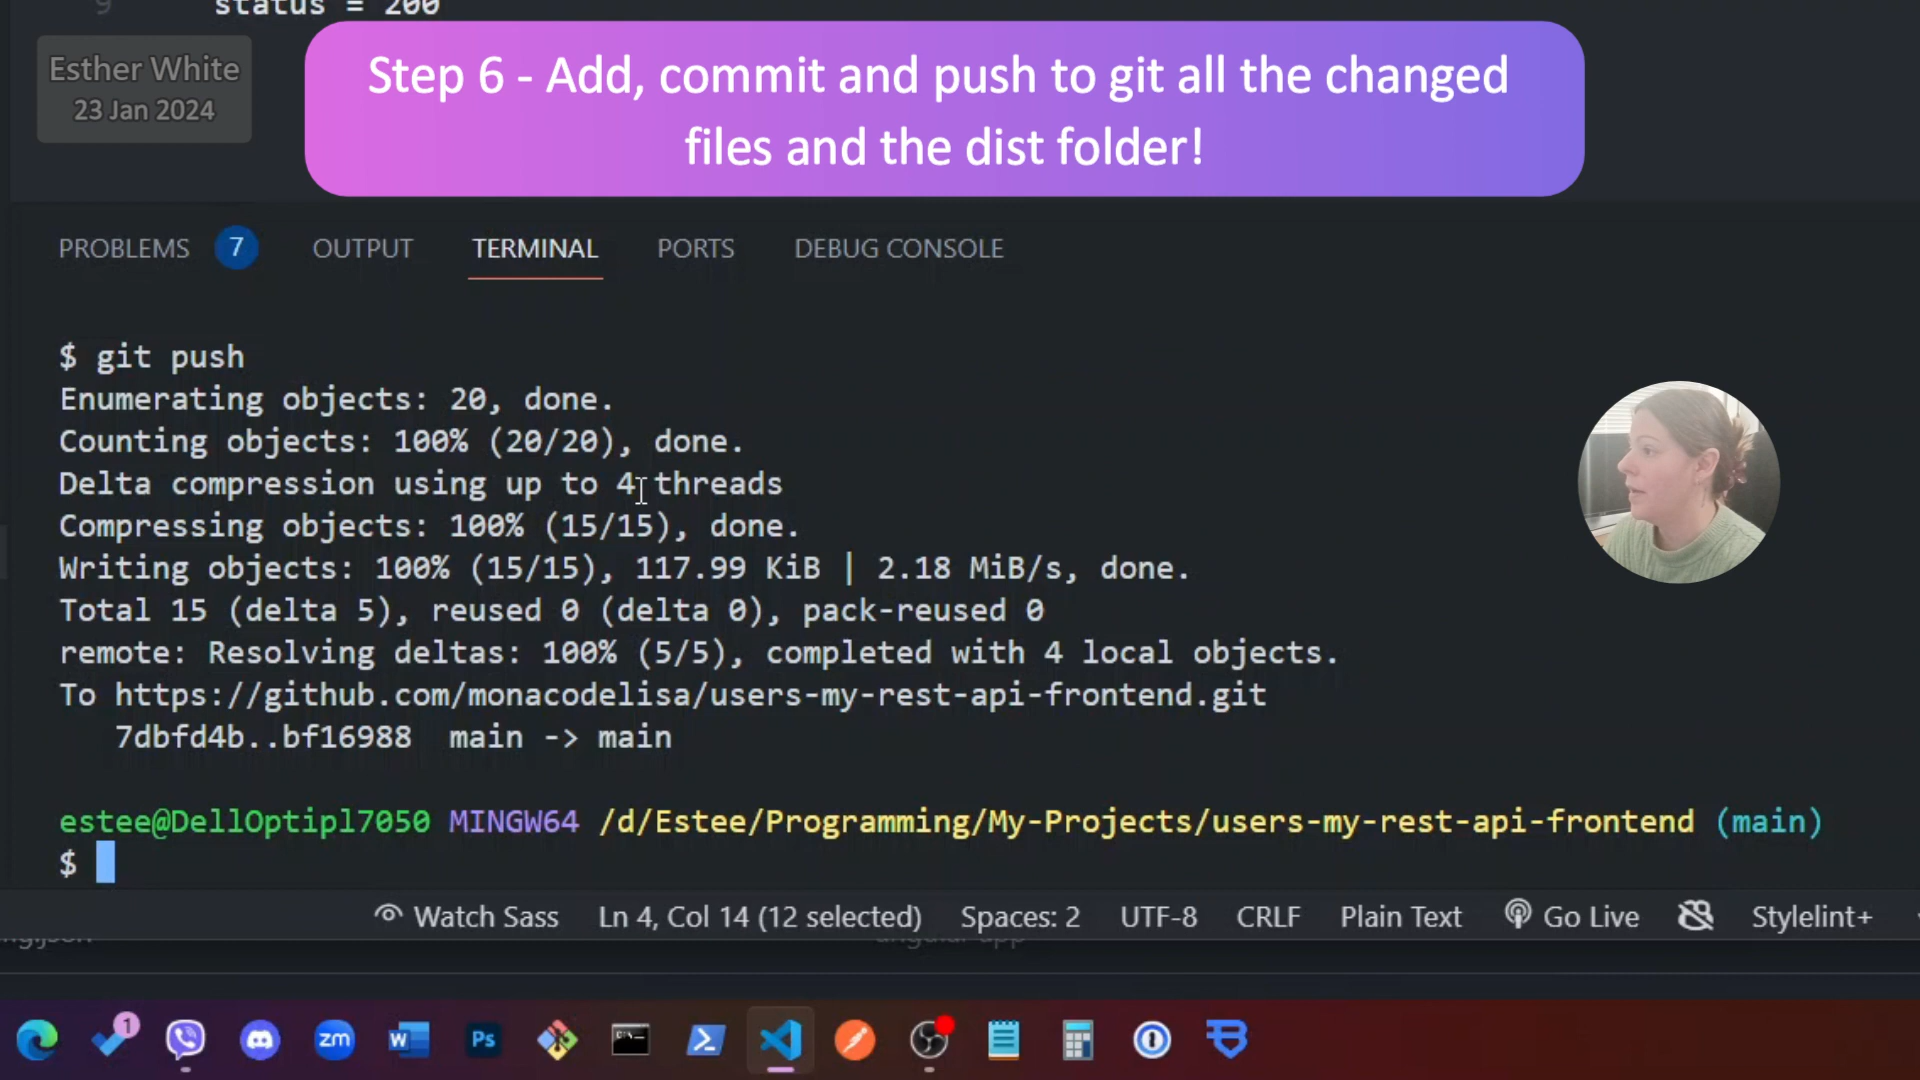 9 status = 200
Esther White
23 Jan 2024
Step 6 - Add, commit and push to git all the changed
files and the dist folder!
PROBLEMS 7 OUTPUT TERMINAL PORTS DEBUG CONSOLE
$ git push
Enumerating objects: 20, done.
Counting objects: 100% (20/20), done.
Delta compression using up to 4 threads
Compressing objects: 100% (15/15), done.
Writing objects: 100% (15/15), 117.99 KiB | 2.18 MiB/s, done.
Total 15 (delta 5), reused 0 (delta 0), pack-reused 0
remote: Resolving deltas: 100% (5/5), completed with 4 local objects.
To https://github.com/monacodelisa/users-my-rest-api-frontend.git
7dbfd4b..bf16988 main -> main
estee@DellOptipl7050 MINGW64 /d/Estee/Programming/My-Projects/users-my-rest-api-frontend (main)
$
Watch Sass Ln 4, Col 14 (12 selected) Spaces: 2 UTF-8 CRLF Plain Text Go Live Stylelint+
1 zm W Ps